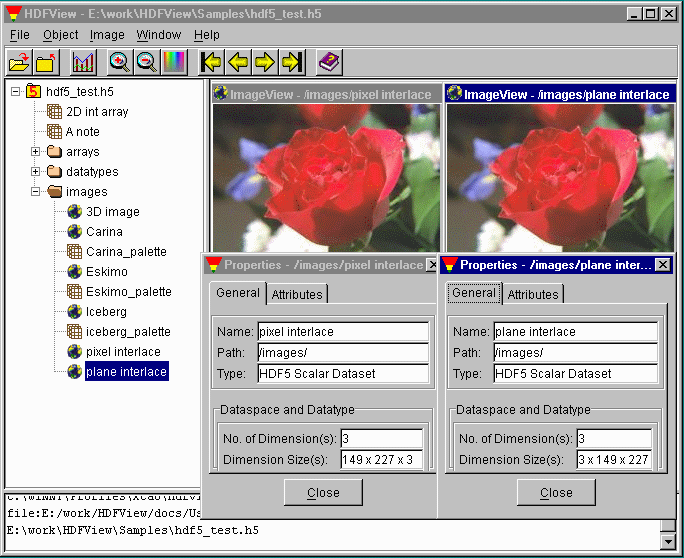 HDFView - E:\work\HDFView\Samples\hdf5_test.h5
File Object Image Window Help
hdf5_test.h5
2D int array
A note
arrays
datatypes
images
3D image
Carina
Carina_palette
Eskimo
Eskimo_palette
Iceberg
iceberg_palette
pixel interlace
plane interlace
ImageView - /images/pixel interlace
ImageView - /images/plane interlace
Properties - /images/pixel interlace
General Attributes
Name: pixel interlace
Path: /images/
Type: HDF5 Scalar Dataset
Dataspace and Datatype
No. of Dimension(s): 3
Dimension Size(s): 149 x 227 x 3
Close
Properties - /images/plane inter...
General Attributes
Name: plane interlace
Path: /images/
Type: HDF5 Scalar Dataset
Dataspace and Datatype
No. of Dimension(s): 3
Dimension Size(s): 3 x 149 x 227
Close
file:E:/work/HDFView/docs/Us
E:\work\HDFView\Samples\hdf5_test.h5